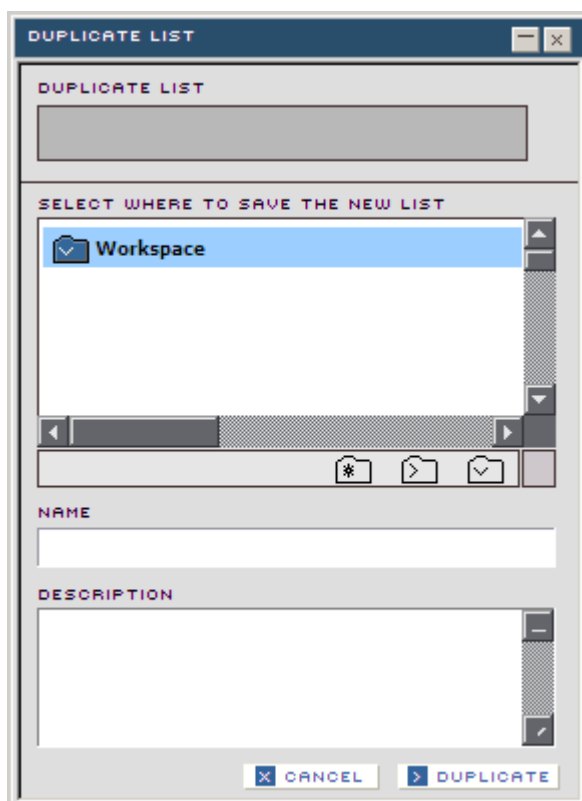 DUPLICATE LIST
DUPLICATE LIST
SELECT WHERE TO SAVE THE NEW LIST
Workspace
NAME
DESCRIPTION
CANCEL DUPLICATE